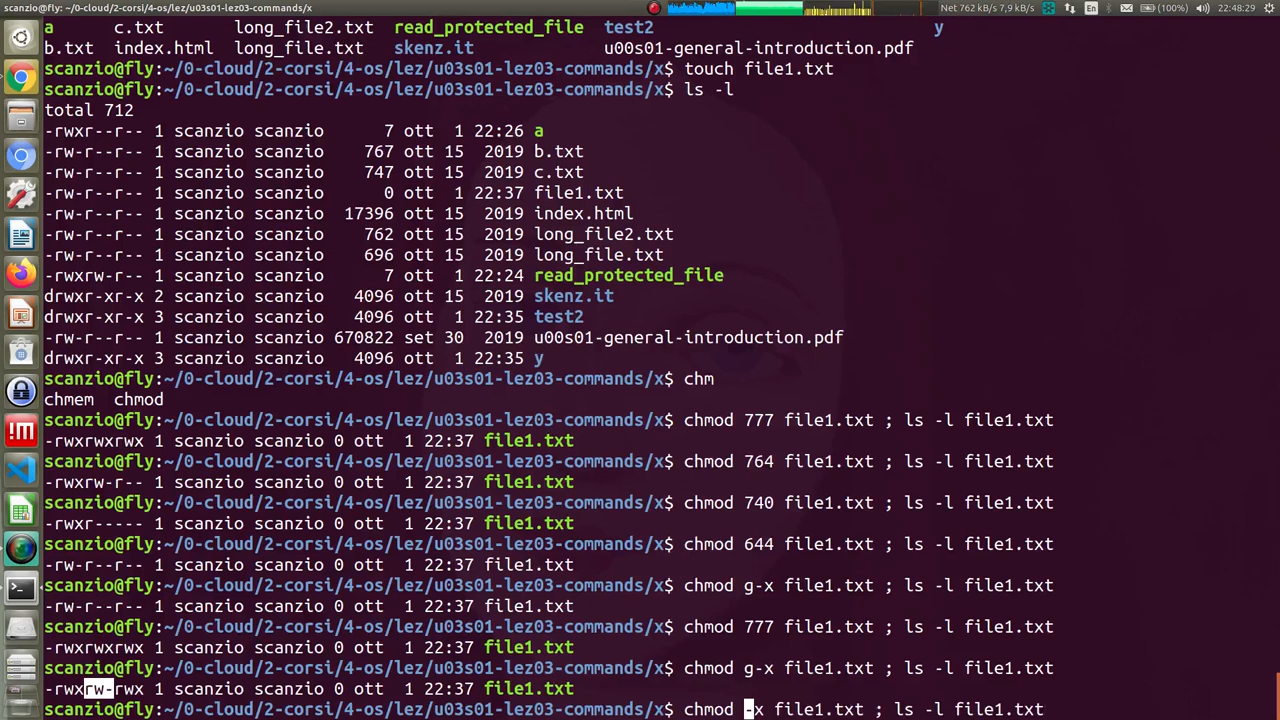 scanzio@fly: ~/0-cloud/2-corsi/4-os/lez/u03s01-lez03-commands/x
Net 762 kB/s 7,9 kB/s En (100%) 22:48:29
a c.txt long_file2.txt read_protected_file test2 y
b.txt index.html long_file.txt skenz.it u00s01-general-introduction.pdf
scanzio@fly:~/0-cloud/2-corsi/4-os/lez/u03s01-lez03-commands/x$ touch file1.txt
scanzio@fly:~/0-cloud/2-corsi/4-os/lez/u03s01-lez03-commands/x$ ls -l
total 712
-rwxr--r-- 1 scanzio scanzio 7 ott 1 22:26 a
-rw-r--r-- 1 scanzio scanzio 767 ott 15 2019 b.txt
-rw-r--r-- 1 scanzio scanzio 747 ott 15 2019 c.txt
-rw-r--r-- 1 scanzio scanzio 0 ott 1 22:37 file1.txt
-rw-r--r-- 1 scanzio scanzio 17396 ott 15 2019 index.html
-rw-r--r-- 1 scanzio scanzio 762 ott 15 2019 long_file2.txt
-rw-r--r-- 1 scanzio scanzio 696 ott 15 2019 long_file.txt
-rwxrw-r-- 1 scanzio scanzio 7 ott 1 22:24 read_protected_file
drwxr-xr-x 2 scanzio scanzio 4096 ott 15 2019 skenz.it
drwxr-xr-x 3 scanzio scanzio 4096 ott 1 22:35 test2
-rw-r--r-- 1 scanzio scanzio 670822 set 30 2019 u00s01-general-introduction.pdf
drwxr-xr-x 3 scanzio scanzio 4096 ott 1 22:35 y
scanzio@fly:~/0-cloud/2-corsi/4-os/lez/u03s01-lez03-commands/x$ chm
chmem chmod
scanzio@fly:~/0-cloud/2-corsi/4-os/lez/u03s01-lez03-commands/x$ chmod 777 file1.txt ; ls -l file1.txt
-rwxrwxrwx 1 scanzio scanzio 0 ott 1 22:37 file1.txt
scanzio@fly:~/0-cloud/2-corsi/4-os/lez/u03s01-lez03-commands/x$ chmod 764 file1.txt ; ls -l file1.txt
-rwxrw-r-- 1 scanzio scanzio 0 ott 1 22:37 file1.txt
scanzio@fly:~/0-cloud/2-corsi/4-os/lez/u03s01-lez03-commands/x$ chmod 740 file1.txt ; ls -l file1.txt
-rwxr----- 1 scanzio scanzio 0 ott 1 22:37 file1.txt
scanzio@fly:~/0-cloud/2-corsi/4-os/lez/u03s01-lez03-commands/x$ chmod 644 file1.txt ; ls -l file1.txt
-rw-r--r-- 1 scanzio scanzio 0 ott 1 22:37 file1.txt
scanzio@fly:~/0-cloud/2-corsi/4-os/lez/u03s01-lez03-commands/x$ chmod g-x file1.txt ; ls -l file1.txt
-rw-r--r-- 1 scanzio scanzio 0 ott 1 22:37 file1.txt
scanzio@fly:~/0-cloud/2-corsi/4-os/lez/u03s01-lez03-commands/x$ chmod 777 file1.txt ; ls -l file1.txt
-rwxrwxrwx 1 scanzio scanzio 0 ott 1 22:37 file1.txt
scanzio@fly:~/0-cloud/2-corsi/4-os/lez/u03s01-lez03-commands/x$ chmod g-x file1.txt ; ls -l file1.txt
-rwxrw-rwx 1 scanzio scanzio 0 ott 1 22:37 file1.txt
scanzio@fly:~/0-cloud/2-corsi/4-os/lez/u03s01-lez03-commands/x$ chmod -x file1.txt ; ls -l file1.txt
!M